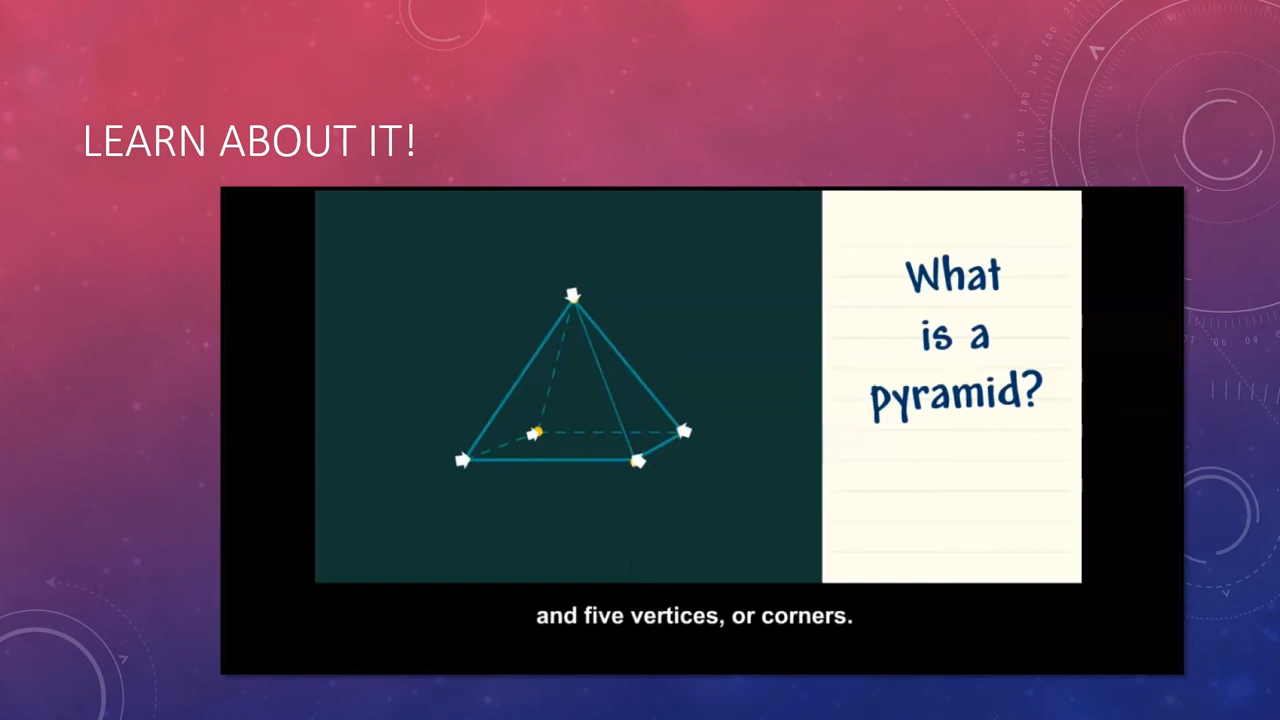 LEARN ABOUT IT!
What
is a
pyramid?
and five vertices, or corners.